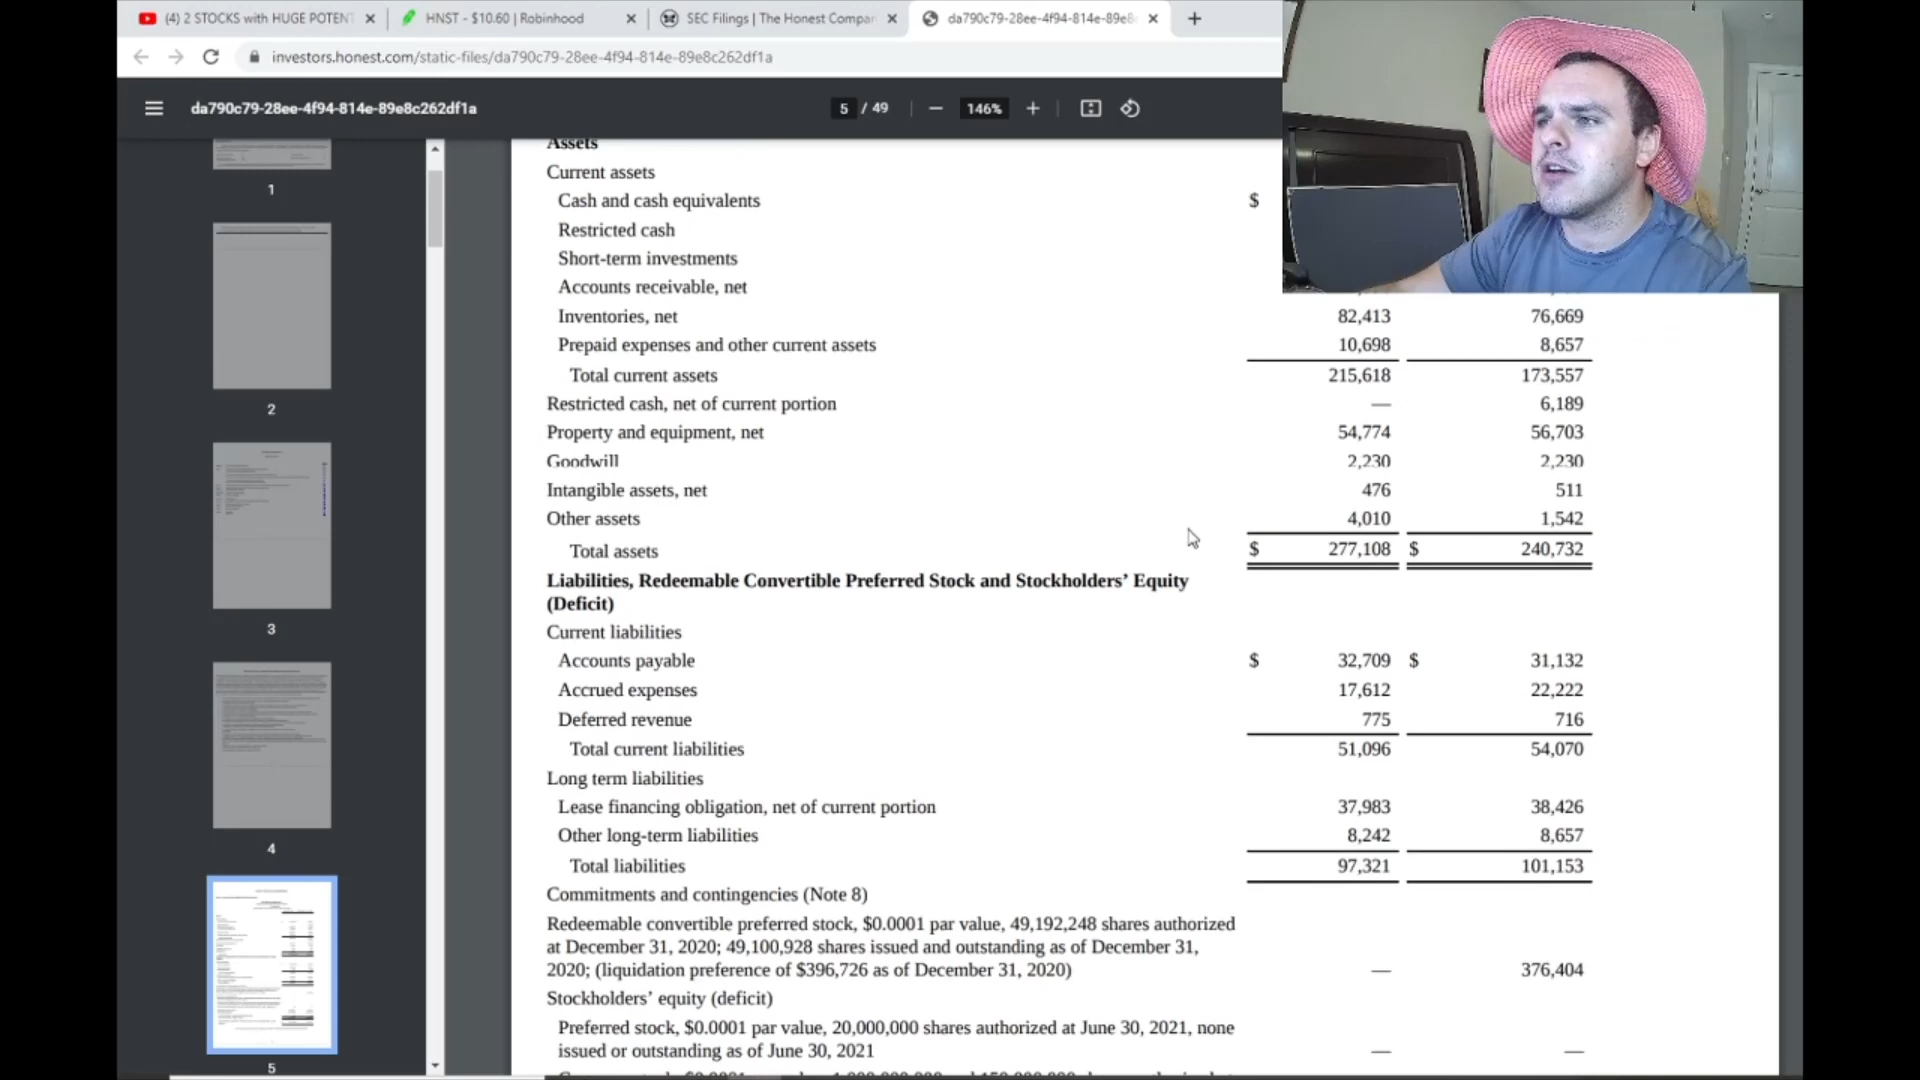 (4) 2 STOCKS with HUGE POTENT
HNST - $10.60 | Robinhood
SEC Filings | The Honest Compan
da790c79-28ee-4f94-814e-89e8
investors.honest.com/static-files/da790c79-28ee-4f94-814e-89e8c262df1a
da790c79-28ee-4f94-814e-89e8c262df1a
5 / 49
146%
1
2
3
4
5
Assets
Current assets
Cash and cash equivalents $
Restricted cash
Short-term investments
Accounts receivable, net
Inventories, net 82,413 76,669
Prepaid expenses and other current assets 10,698 8,657
Total current assets 215,618 173,557
Restricted cash, net of current portion — 6,189
Property and equipment, net 54,774 56,703
Goodwill 2,230 2,230
Intangible assets, net 476 511
Other assets 4,010 1,542
Total assets $ 277,108 $ 240,732
Liabilities, Redeemable Convertible Preferred Stock and Stockholders’ Equity
(Deficit)
Current liabilities
Accounts payable $ 32,709 $ 31,132
Accrued expenses 17,612 22,222
Deferred revenue 775 716
Total current liabilities 51,096 54,070
Long term liabilities
Lease financing obligation, net of current portion 37,983 38,426
Other long-term liabilities 8,242 8,657
Total liabilities 97,321 101,153
Commitments and contingencies (Note 8)
Redeemable convertible preferred stock, $0.0001 par value, 49,192,248 shares authorized
at December 31, 2020; 49,100,928 shares issued and outstanding as of December 31,
2020; (liquidation preference of $396,726 as of December 31, 2020) — 376,404
Stockholders’ equity (deficit)
Preferred stock, $0.0001 par value, 20,000,000 shares authorized at June 30, 2021, none
issued or outstanding as of June 30, 2021 — —